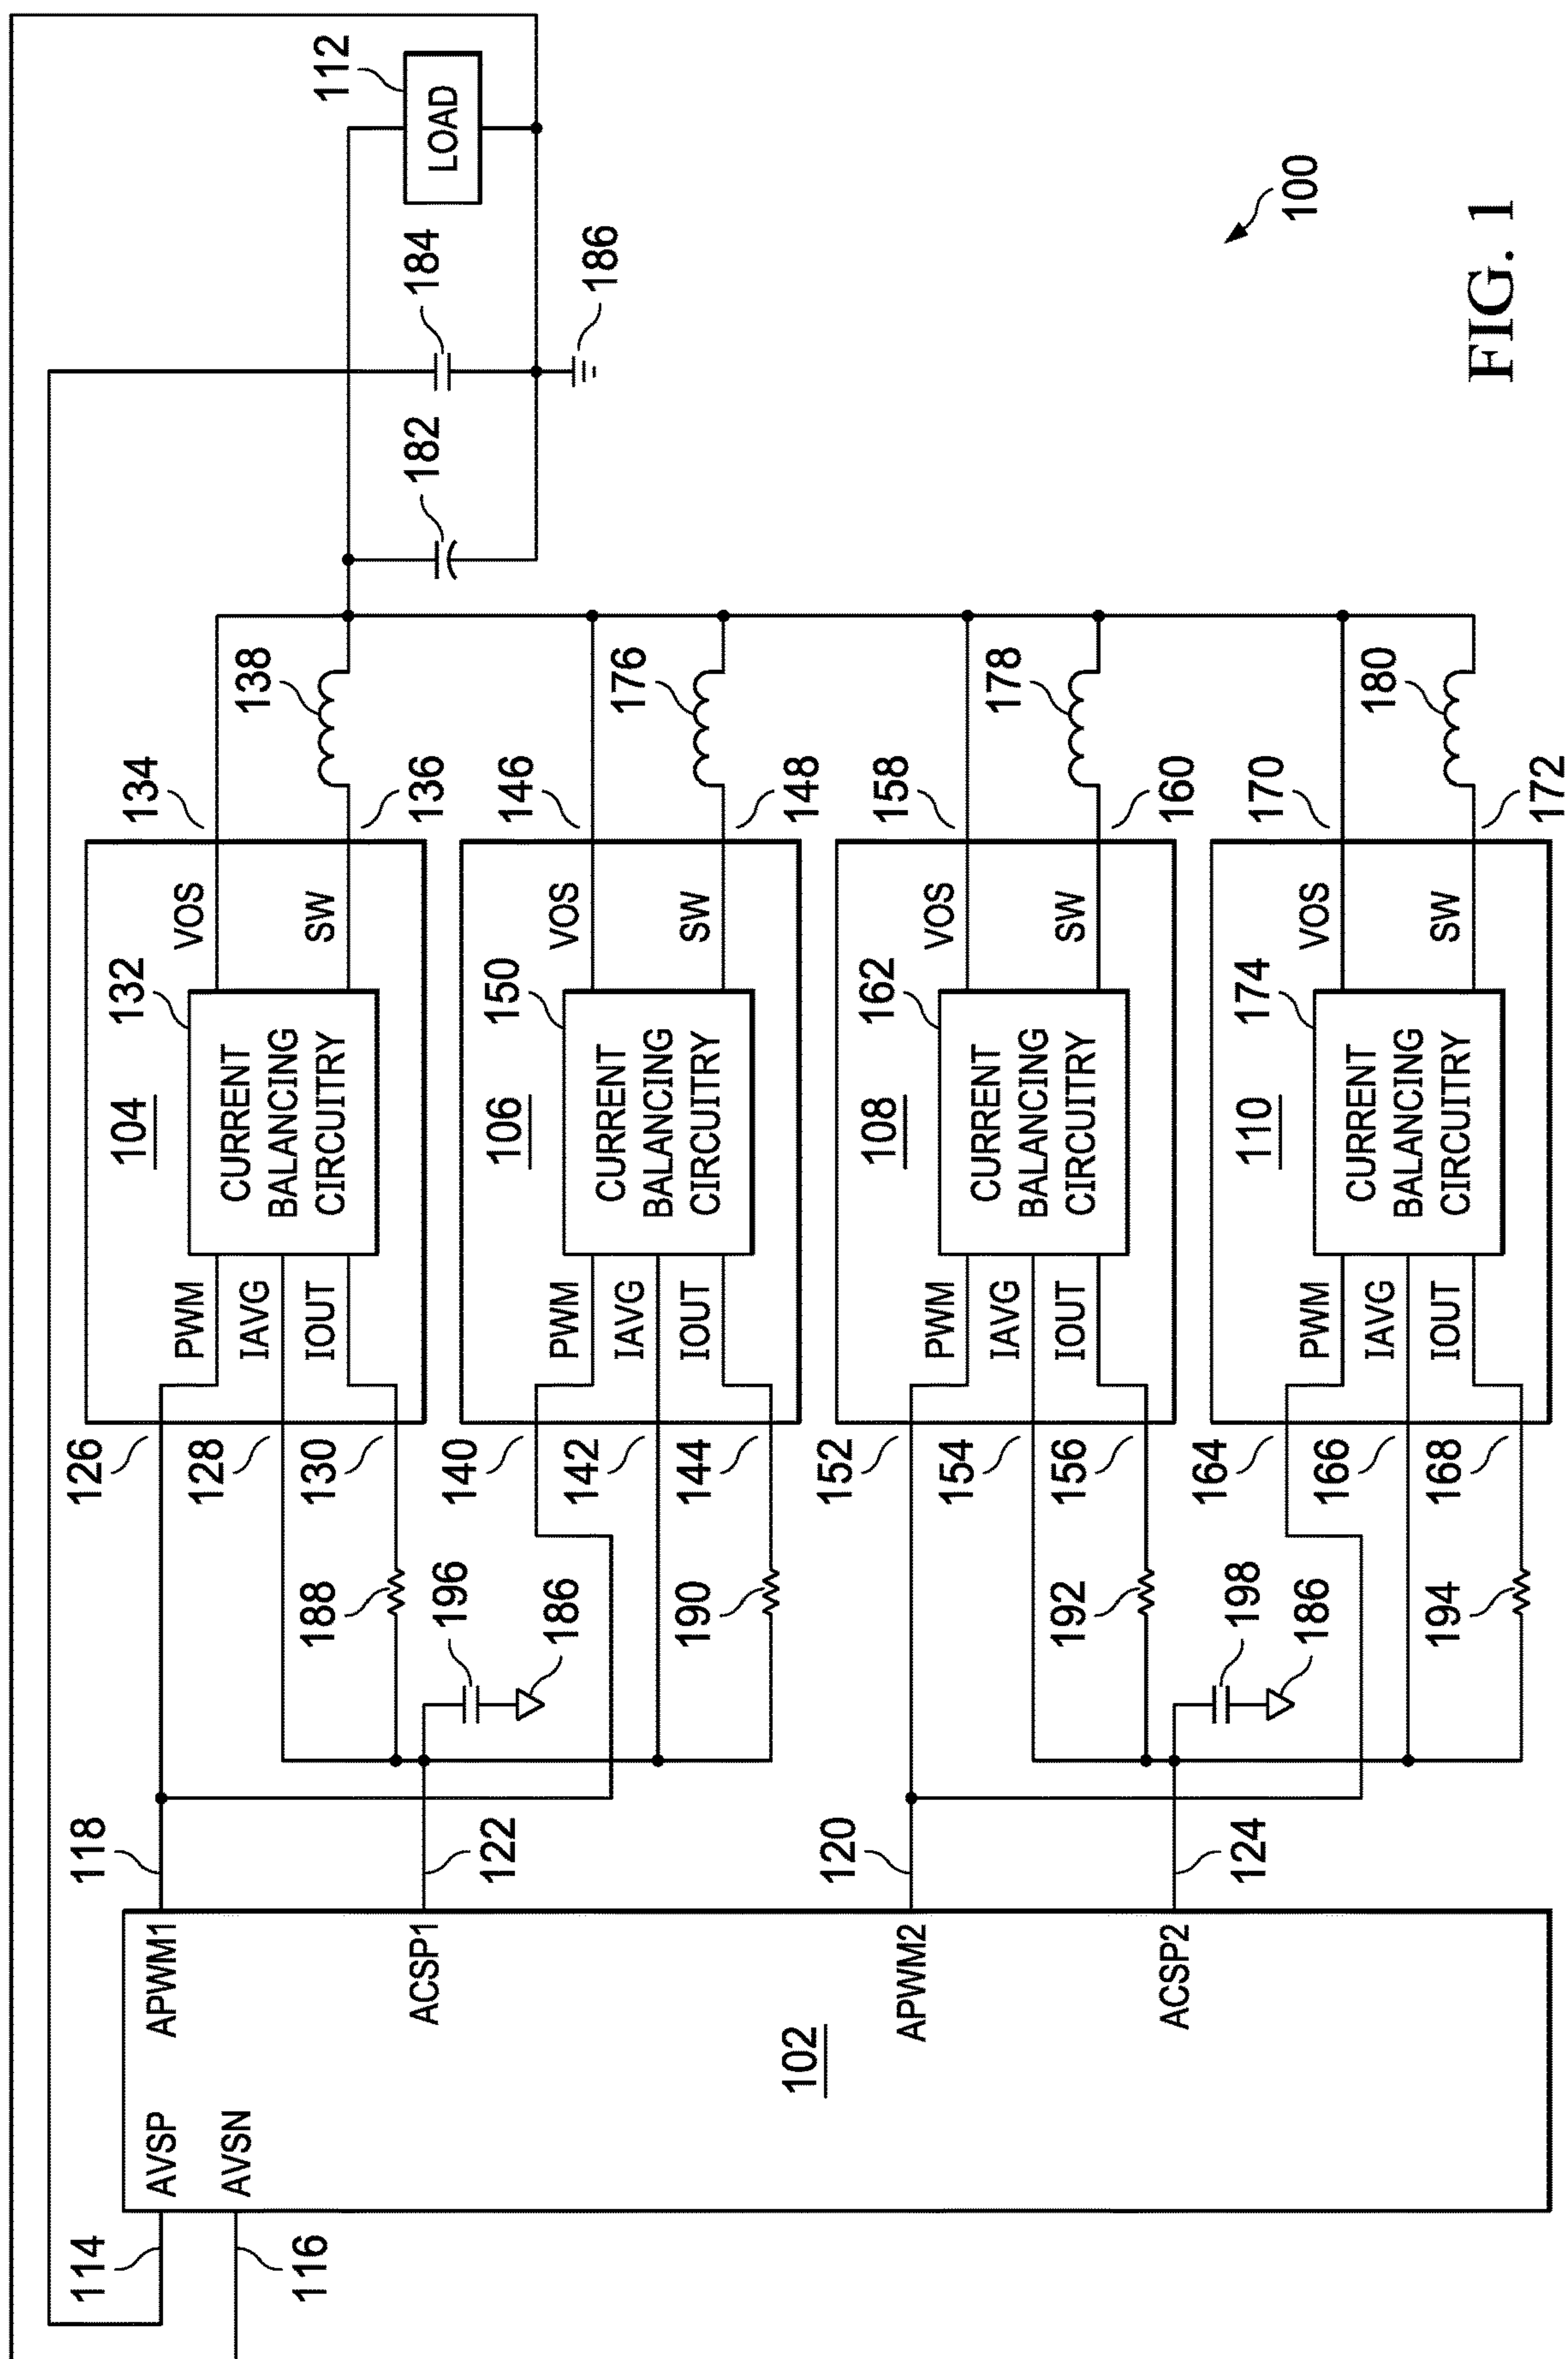 114
116
AVSP
AVSN
102
APWM1
ACSP1
APWM2
ACSP2
118
122
120
124
188
196
186
190
192
198
186
194
126
128
130
PWM
IAVG
IOUT
104
132
CURRENT
BALANCING
CIRCUITRY
VOS
SW
134
136
138
140
142
144
PWM
IAVG
IOUT
106
150
CURRENT
BALANCING
CIRCUITRY
VOS
SW
146
148
176
152
154
156
PWM
IAVG
IOUT
108
162
CURRENT
BALANCING
CIRCUITRY
VOS
SW
158
160
178
164
166
168
PWM
IAVG
IOUT
110
174
CURRENT
BALANCING
CIRCUITRY
VOS
SW
170
172
180
182
184
186
112
LOAD
100
FIG. 1